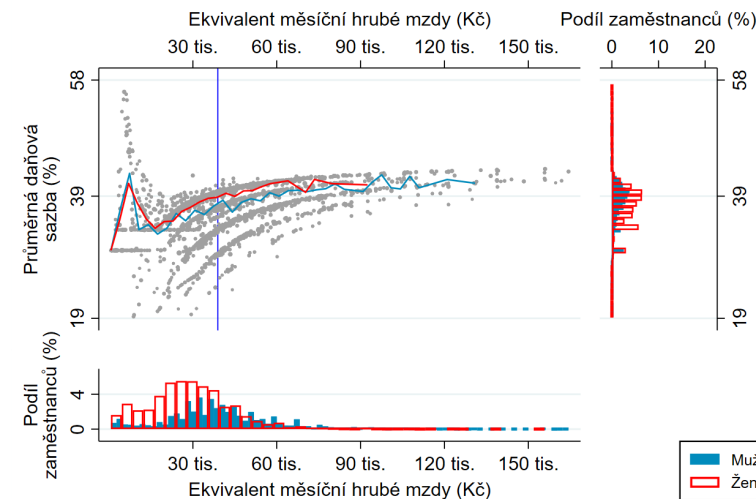 Ekvivalent měsíční hrubé mzdy (Kč)
Podíl zaměstnanců (%)
30 tis. 60 tis. 90 tis. 120 tis. 150 tis.
0 10 20
Průměrná daňová
sazba (%)
58
39
19
58
39
19
Podíl
zaměstnanců (%)
4
0
30 tis. 60 tis. 90 tis. 120 tis. 150 tis.
Ekvivalent měsíční hrubé mzdy (Kč)
Muž
Žen